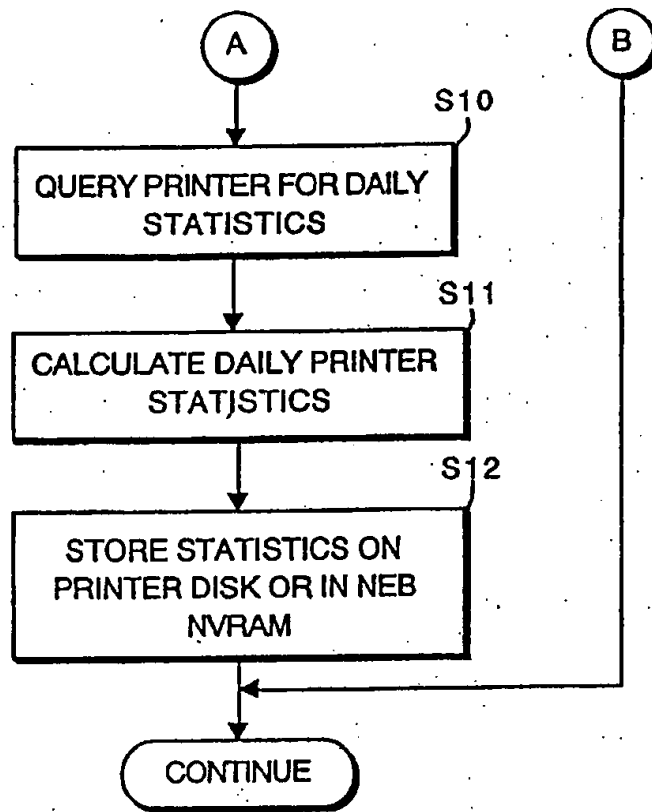 A
B
S10
QUERY PRINTER FOR DAILY
STATISTICS
S11
CALCULATE DAILY PRINTER
STATISTICS
S12
STORE STATISTICS ON
PRINTER DISK OR IN NEB
NVRAM
CONTINUE